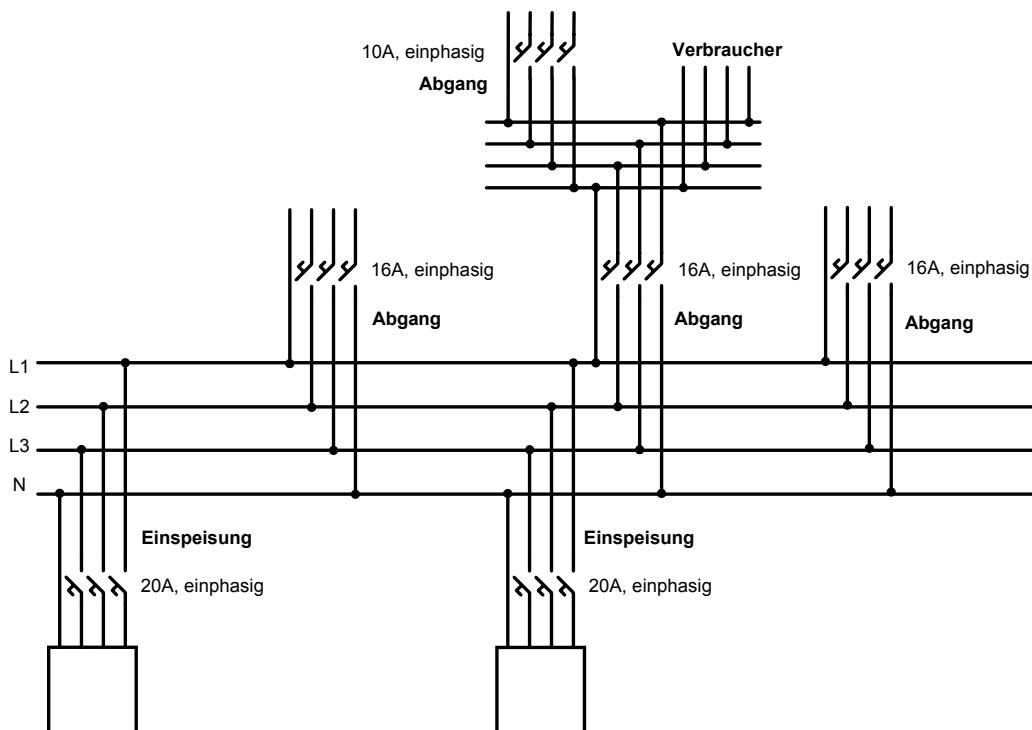 10A, einphasig
Verbraucher
Abgang
16A, einphasig
16A, einphasig
16A, einphasig
Abgang
Abgang
Abgang
L1
L2
L3
N
Einspeisung
Einspeisung
20A, einphasig
20A, einphasig